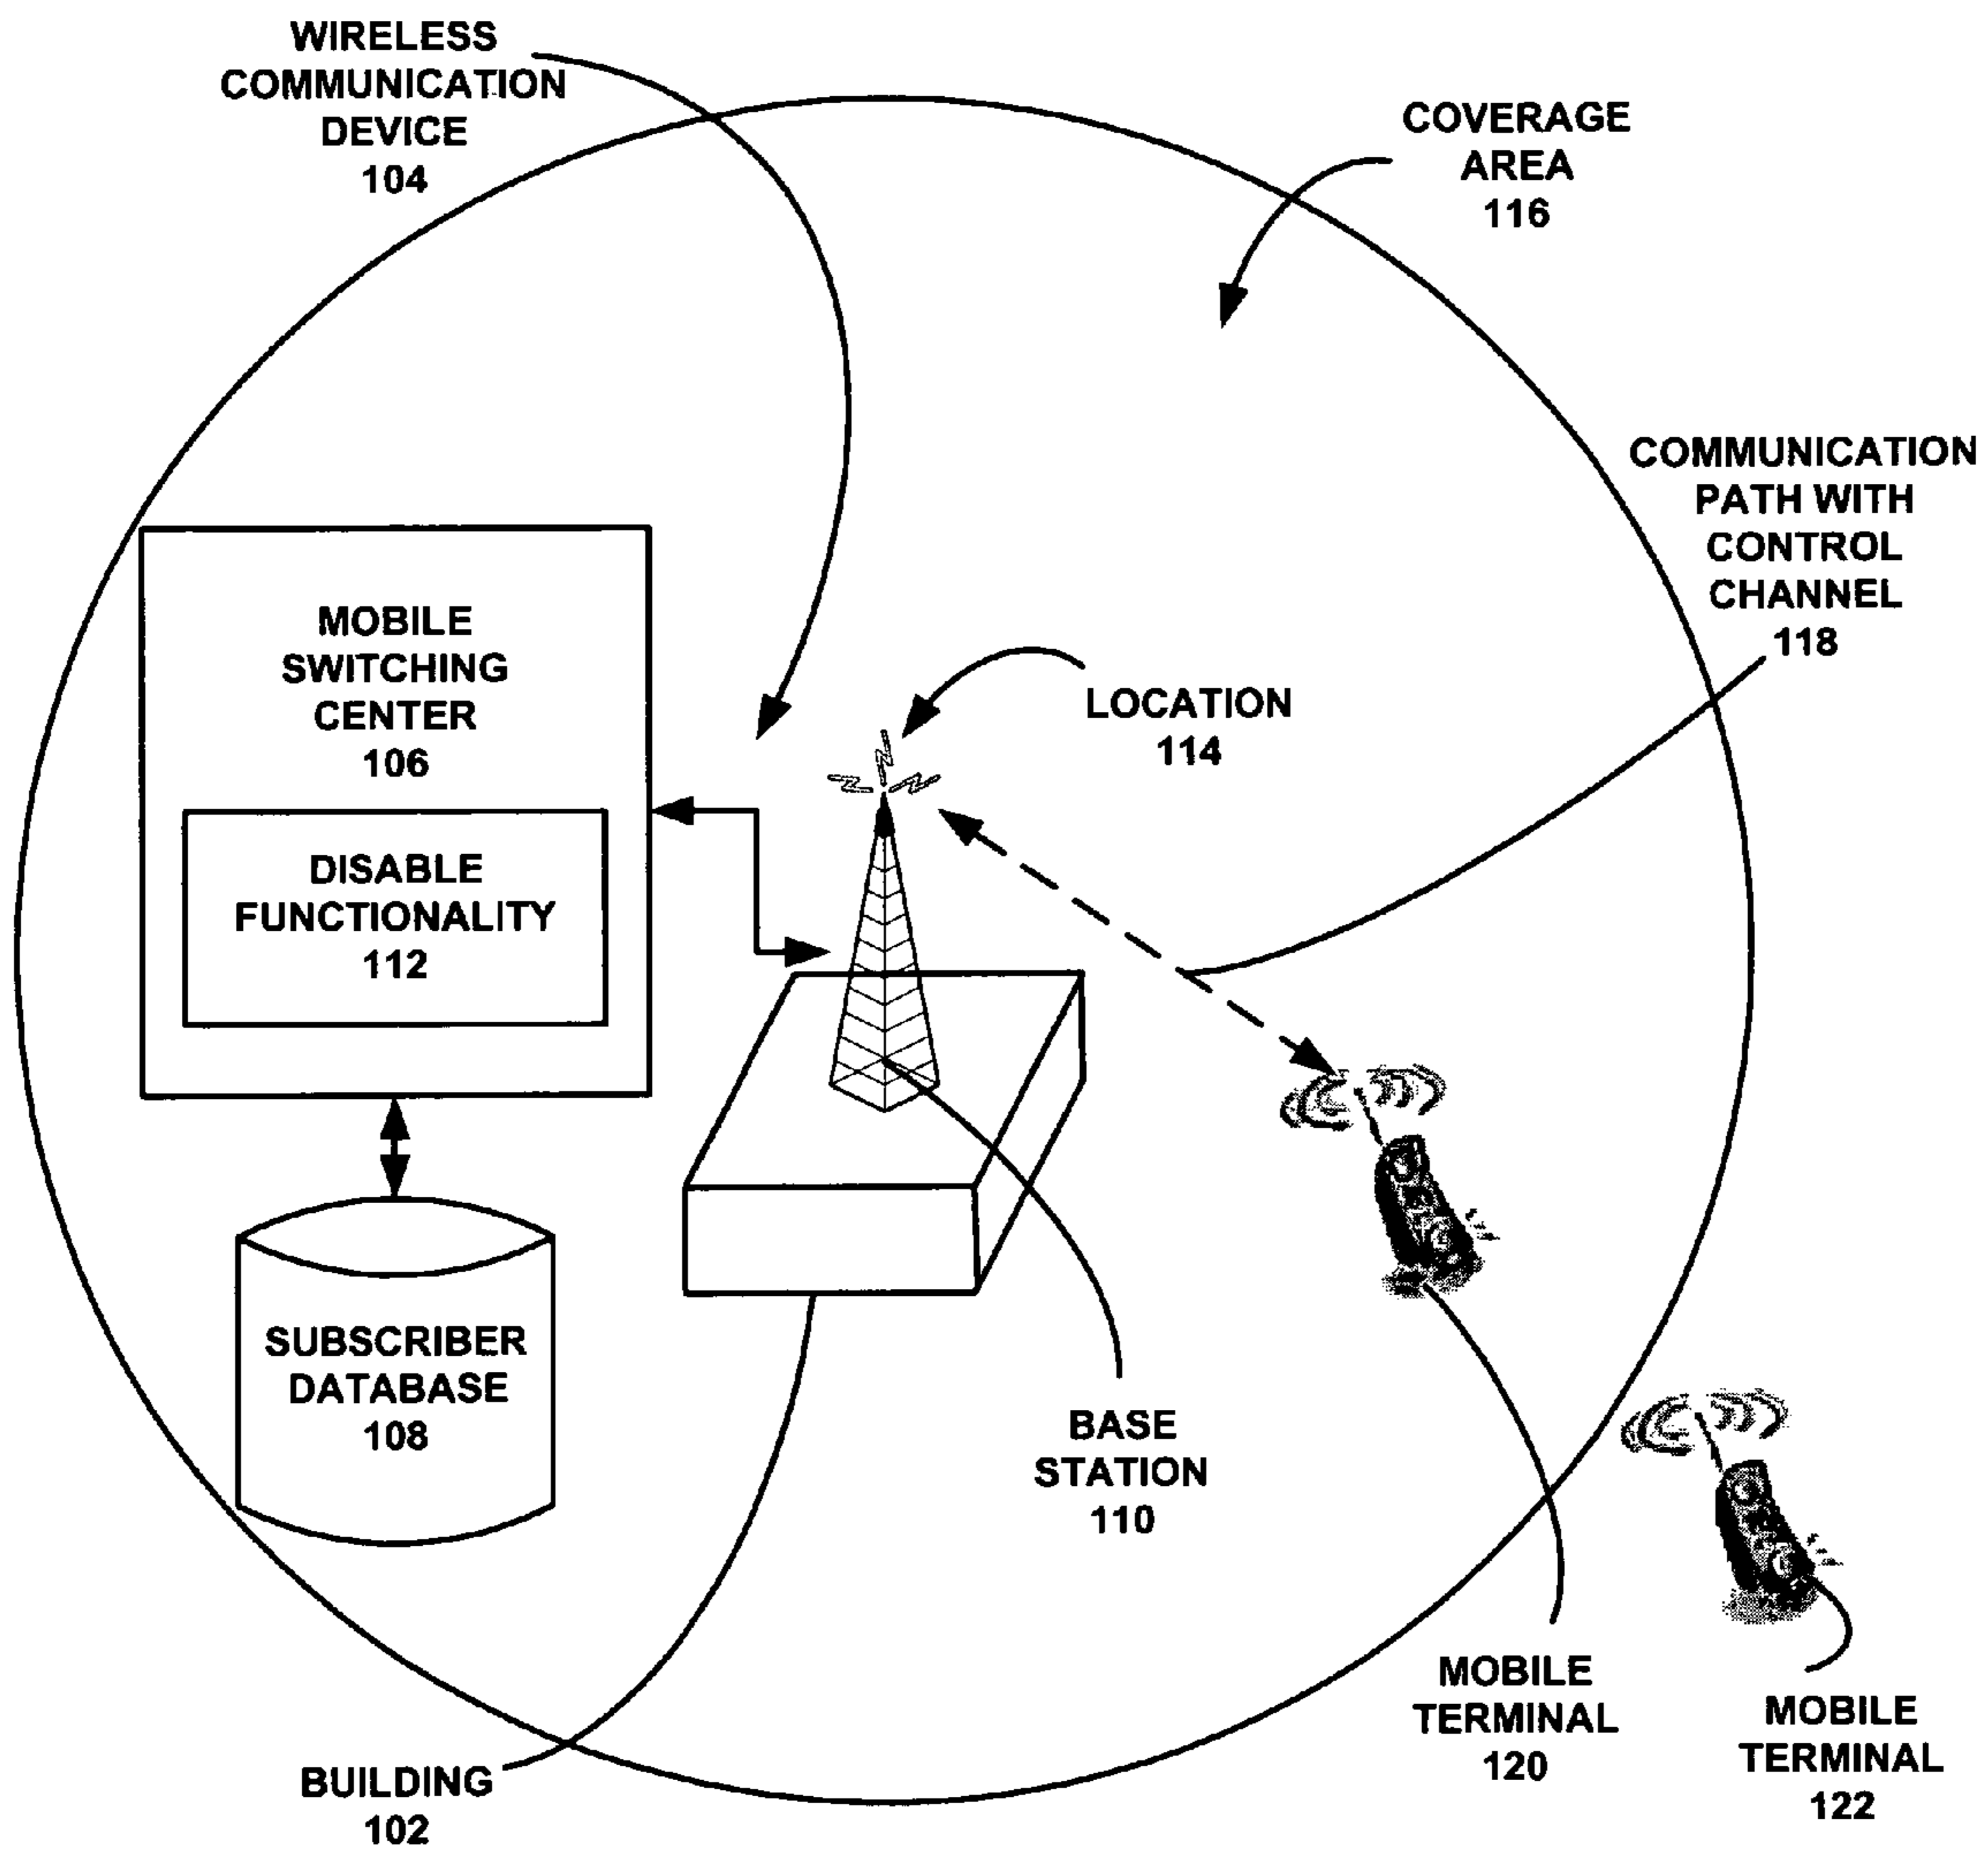 WIRELESS
COMMUNICATION
DEVICE
104
COVERAGE
AREA
116
COMMUNICATION
PATH WITH
CONTROL
CHANNEL
118
MOBILE
SWITCHING
CENTER
106
LOCATION
114
DISABLE
FUNCTIONALITY
112
SUBSCRIBER
DATABASE
108
BASE
STATION
110
MOBILE
TERMINAL
120
MOBILE
TERMINAL
122
BUILDING
102